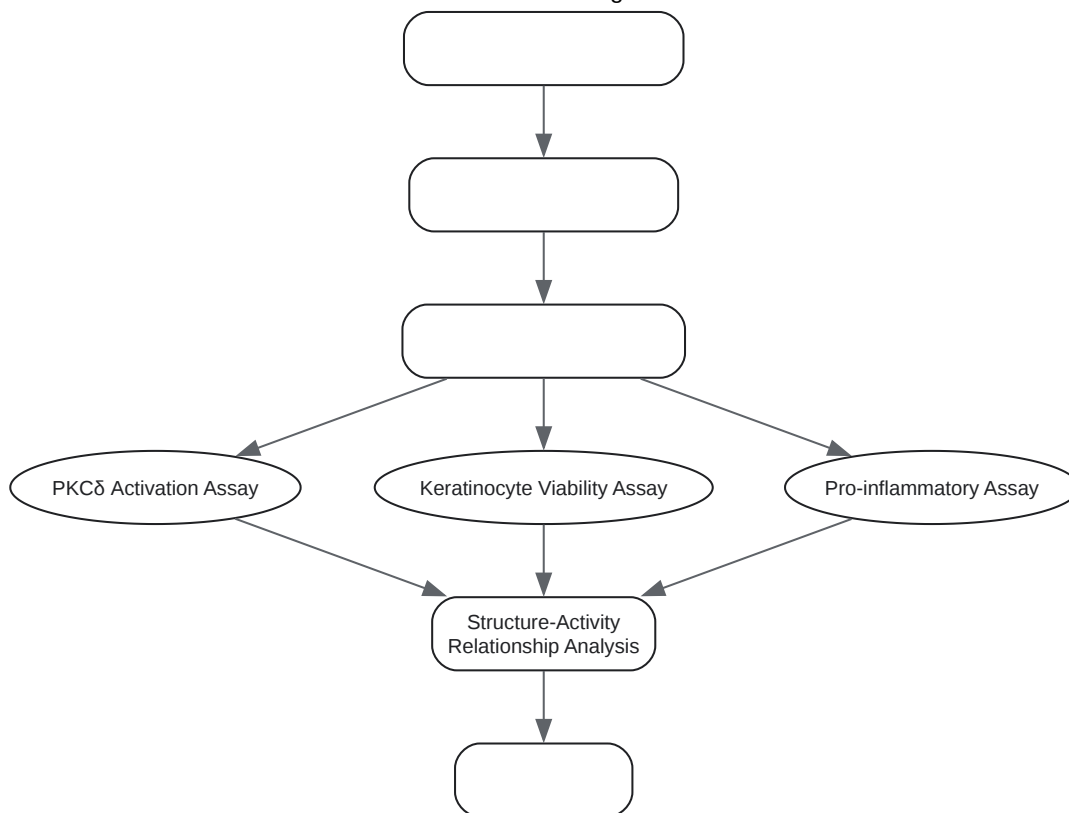 PKCδ Activation Assay
Keratinocyte Viability Assay
Pro-inflammatory Assay
Structure-Activity
Relationship Analysis